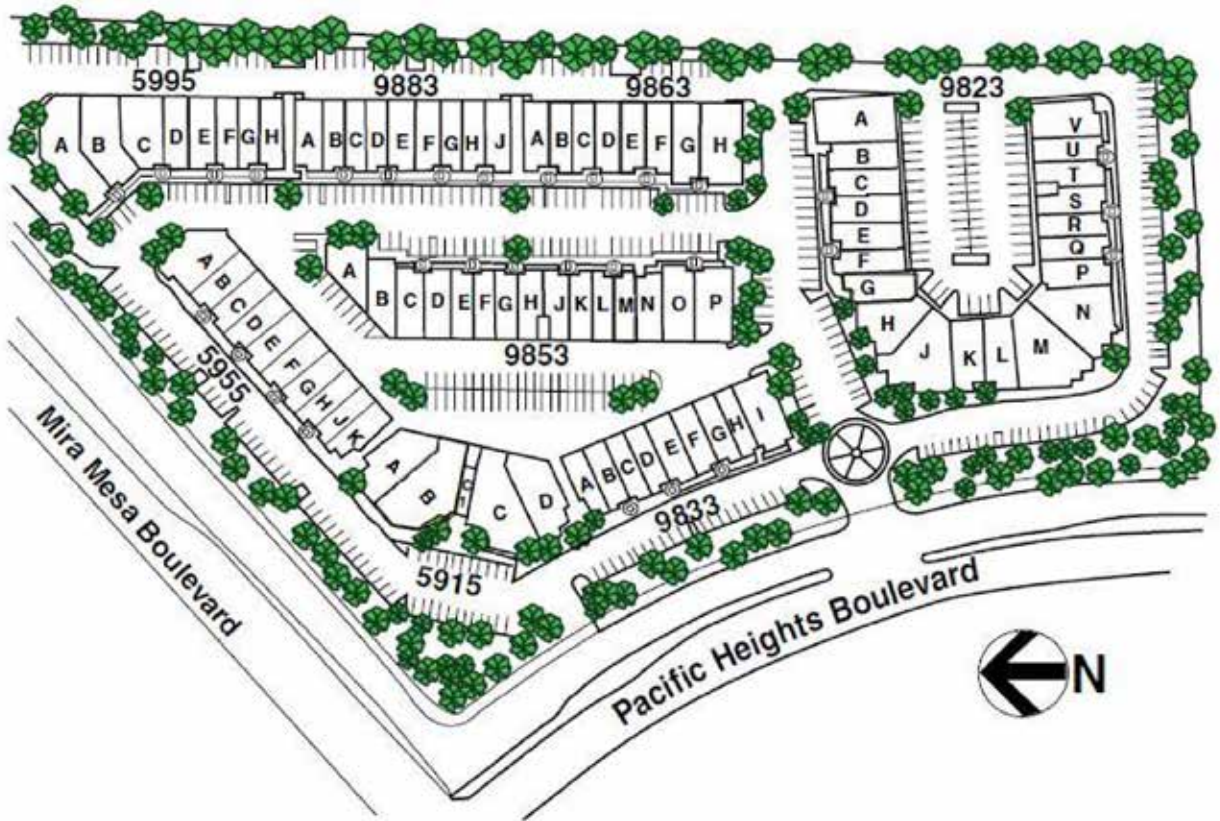 5995 9883 9863 9823
A B C D E F G H
A B C D E F G H J
A B C D E F G H
A B C D E F G H J K L M N P Q R S T U V
A B C D E F G H J K L M N O P
9853
A B C D E F G H J K
5955
A B C D
5915
A B C D E F G H I
9833
Mira Mesa Boulevard
Pacific Heights Boulevard
N